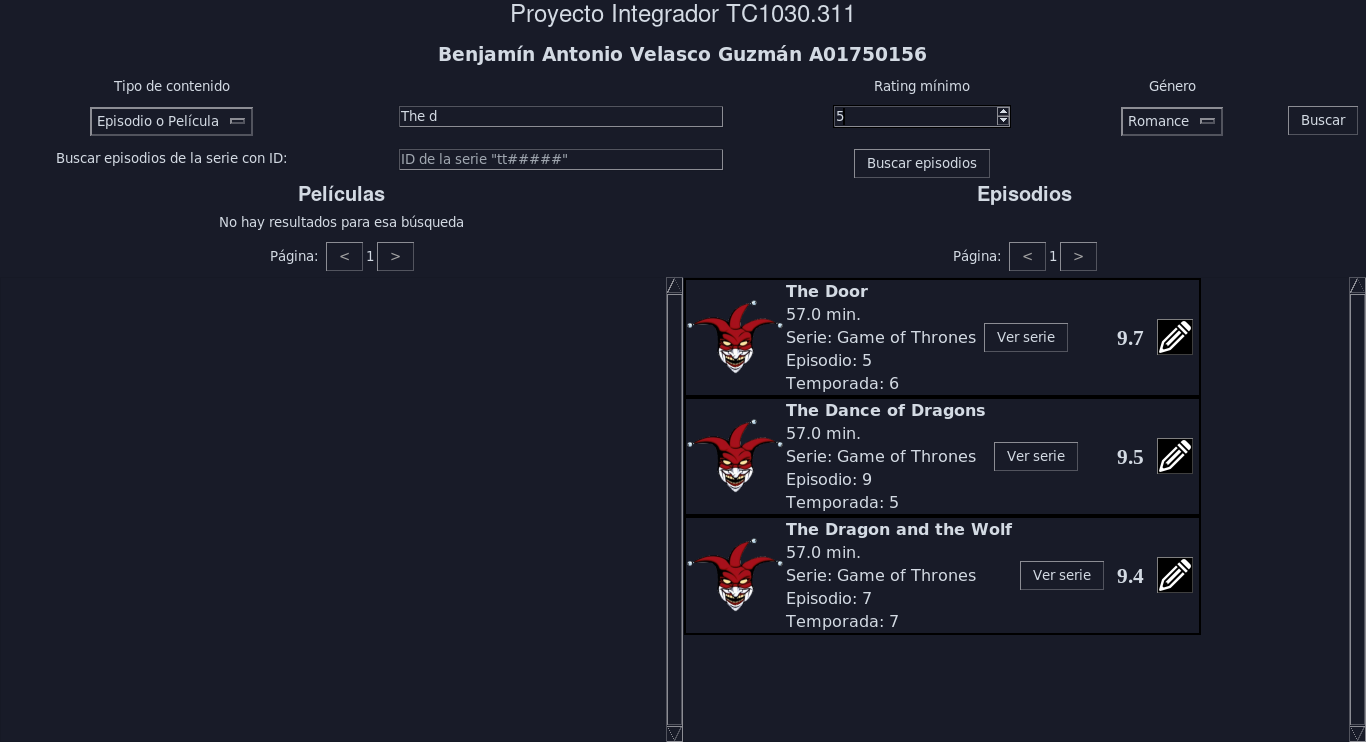 Proyecto Integrador TC1030.311
Benjamín Antonio Velasco Guzmán A01750156
Tipo de contenido
Rating mínimo
Género
Episodio o Película
The d
5
Romance
Buscar
Buscar episodios de la serie con ID:
ID de la serie "tt#####"
Buscar episodios
Películas
No hay resultados para esa búsqueda
Página: < 1 >
Episodios
Página: < 1 >
The Door
57.0 min.
Serie: Game of Thrones
Episodio: 5
Temporada: 6
Ver serie
9.7
The Dance of Dragons
57.0 min.
Serie: Game of Thrones
Episodio: 9
Temporada: 5
Ver serie
9.5
The Dragon and the Wolf
57.0 min.
Serie: Game of Thrones
Episodio: 7
Temporada: 7
Ver serie
9.4